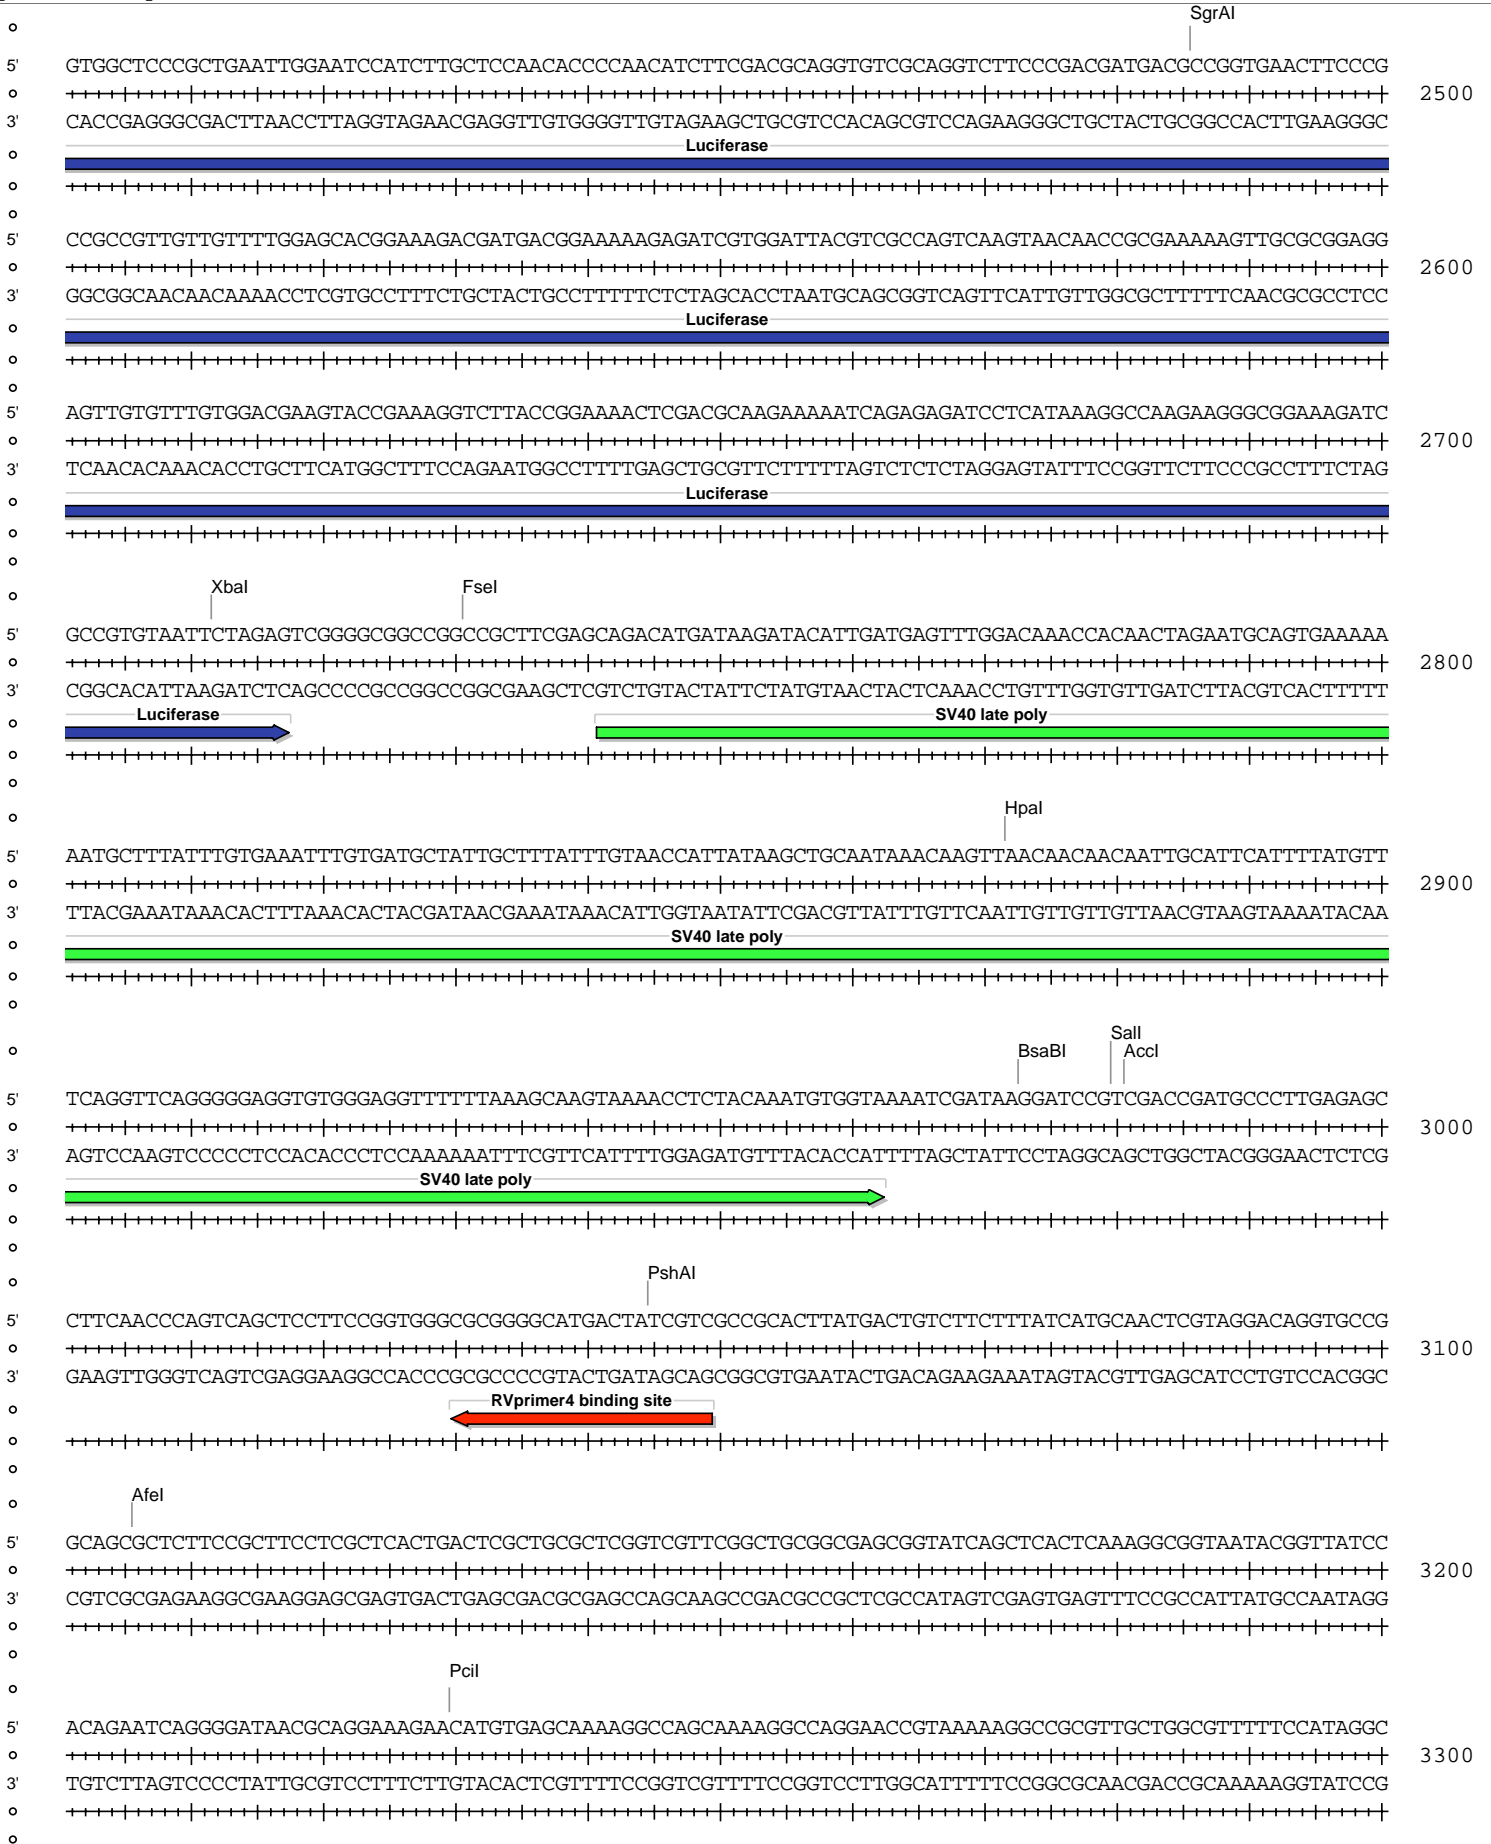 SgrAI
5' GTGGCTCCCGCTGAATTGGAATCCATCTTGCTCCAACACCCCAACATCTTCGACGCAGGTGTCGCAGGTCTTCCCGACGATGACGCCGGTGAACTTCCCG
2500
3' CACCGAGGGCGACTTAACCTTAGGTAGAACGAGGTTGTGGGGTTGTAGAAGCTGCGTCCACAGCGTCCAGAAGGGCTGCTACTGCGGCCACTTGAAGGGC
Luciferase
5' CCGCCGTTGTTGTTTTGGAGCACGGAAAGACGATGACGGAAAAAGAGATCGTGGATTACGTCGCCAGTCAAGTAACAACCGCGAAAAAGTTGCGCGGAGG
2600
3' GGCGGCAACAACAAAACCTCGTGCCTTTCTGCTACTGCCTTTTTCTCTAGCACCTAATGCAGCGGTCAGTTCATTGTTGGCGCTTTTTCAACGCGCCTCC
Luciferase
5' AGTTGTGTTTGTGGACGAAGTACCGAAAGGTCTTACCGGAAAACTCGACGCAAGAAAAATCAGAGAGATCCTCATAAAGGCCAAGAAGGGCGGAAAGATC
2700
3' TCAACACAAACACCTGCTTCATGGCTTTCCAGAATGGCCTTTTGAGCTGCGTTCTTTTTAGTCTCTCTAGGAGTATTTCCGGTTCTTCCCGCCTTTCTAG
Luciferase
XbaI FseI
5' GCCGTGTAATTCTAGAGTCGGGGCGGCCGGCCGCTTCGAGCAGACATGATAAGATACATTGATGAGTTTGGACAAACCACAACTAGAATGCAGTGAAAAA
2800
3' CGGCACATTAAGATCTCAGCCCCGCCGGCCGGCGAAGCTCGTCTGTACTATTCTATGTAACTACTCAAACCTGTTTGGTGTTGATCTTACGTCACTTTTT
Luciferase SV40 late poly
HpaI
5' AATGCTTTATTTGTGAAATTTGTGATGCTATTGCTTTATTTGTAACCATTATAAGCTGCAATAAACAAGTTAACAACAACAATTGCATTCATTTTATGTT
2900
3' TTACGAAATAAACACTTTAAACACTACGATAACGAAATAAACATTGGTAATATTCGACGTTATTTGTTCAATTGTTGTTGTTAACGTAAGTAAAATACAA
SV40 late poly
SalI
BsaBI AccI
5' TCAGGTTCAGGGGGAGGTGTGGGAGGTTTTTTAAAGCAAGTAAAACCTCTACAAATGTGGTAAAATCGATAAGGATCCGTCGACCGATGCCCTTGAGAGC
3000
3' AGTCCAAGTCCCCCTCCACACCCTCCAAAAAATTTCGTTCATTTTGGAGATGTTTACACCATTTTAGCTATTCCTAGGCAGCTGGCTACGGGAACTCTCG
SV40 late poly
PshAI
5' CTTCAACCCAGTCAGCTCCTTCCGGTGGGCGCGGGGCATGACTATCGTCGCCGCACTTATGACTGTCTTCTTTATCATGCAACTCGTAGGACAGGTGCCG
3100
3' GAAGTTGGGTCAGTCGAGGAAGGCCACCCGCGCCCCGTACTGATAGCAGCGGCGTGAATACTGACAGAAGAAATAGTACGTTGAGCATCCTGTCCACGGC
RVprimer4 binding site
AfeI
5' GCAGCGCTCTTCCGCTTCCTCGCTCACTGACTCGCTGCGCTCGGTCGTTCGGCTGCGGCGAGCGGTATCAGCTCACTCAAAGGCGGTAATACGGTTATCC
3200
3' CGTCGCGAGAAGGCGAAGGAGCGAGTGACTGAGCGACGCGAGCCAGCAAGCCGACGCCGCTCGCCATAGTCGAGTGAGTTTCCGCCATTATGCCAATAGG
PciI
5' ACAGAATCAGGGGATAACGCAGGAAAGAACATGTGAGCAAAAGGCCAGCAAAAGGCCAGGAACCGTAAAAAGGCCGCGTTGCTGGCGTTTTTCCATAGGC
3300
3' TGTCTTAGTCCCCTATTGCGTCCTTTCTTGTACACTCGTTTTCCGGTCGTTTTCCGGTCCTTGGCATTTTTCCGGCGCAACGACCGCAAAAAGGTATCCG